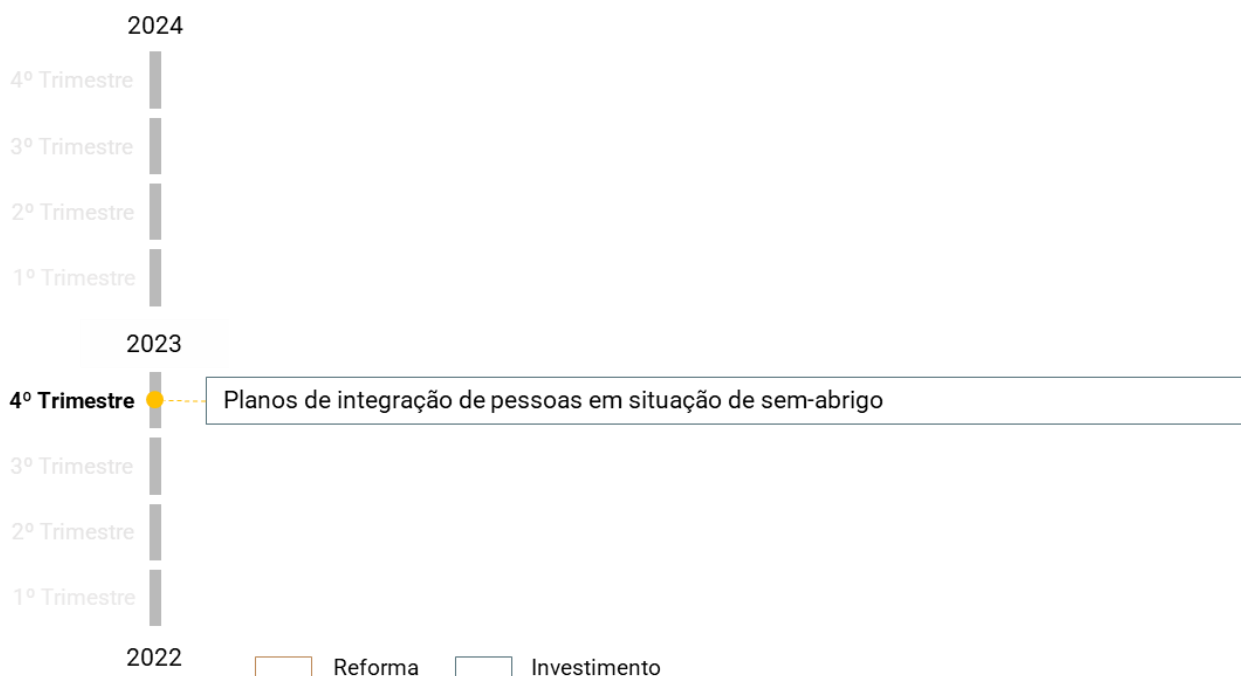 2024
4º Trimestre
3º Trimestre
2º Trimestre
1º Trimestre
2023
4º Trimestre
Planos de integração de pessoas em situação de sem-abrigo
3º Trimestre
2º Trimestre
1º Trimestre
2022
Reforma
Investimento